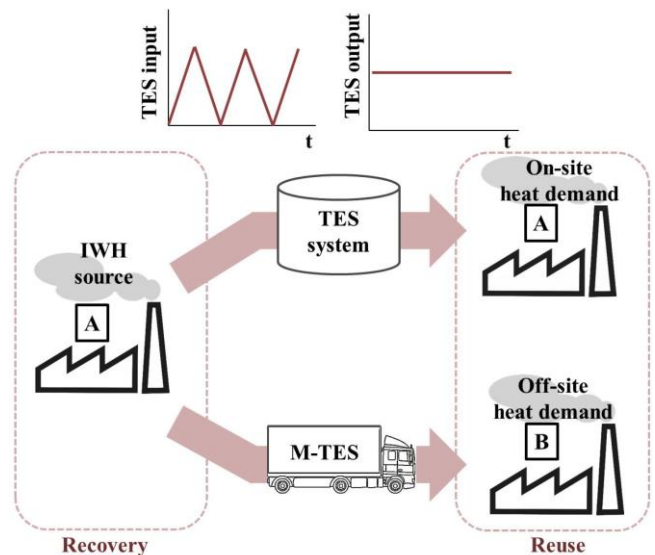 TES input
t
TES output
t
IWH
source
A
TES
system
On-site
heat demand
A
M-TES
Off-site
heat demand
B
Recovery
Reuse